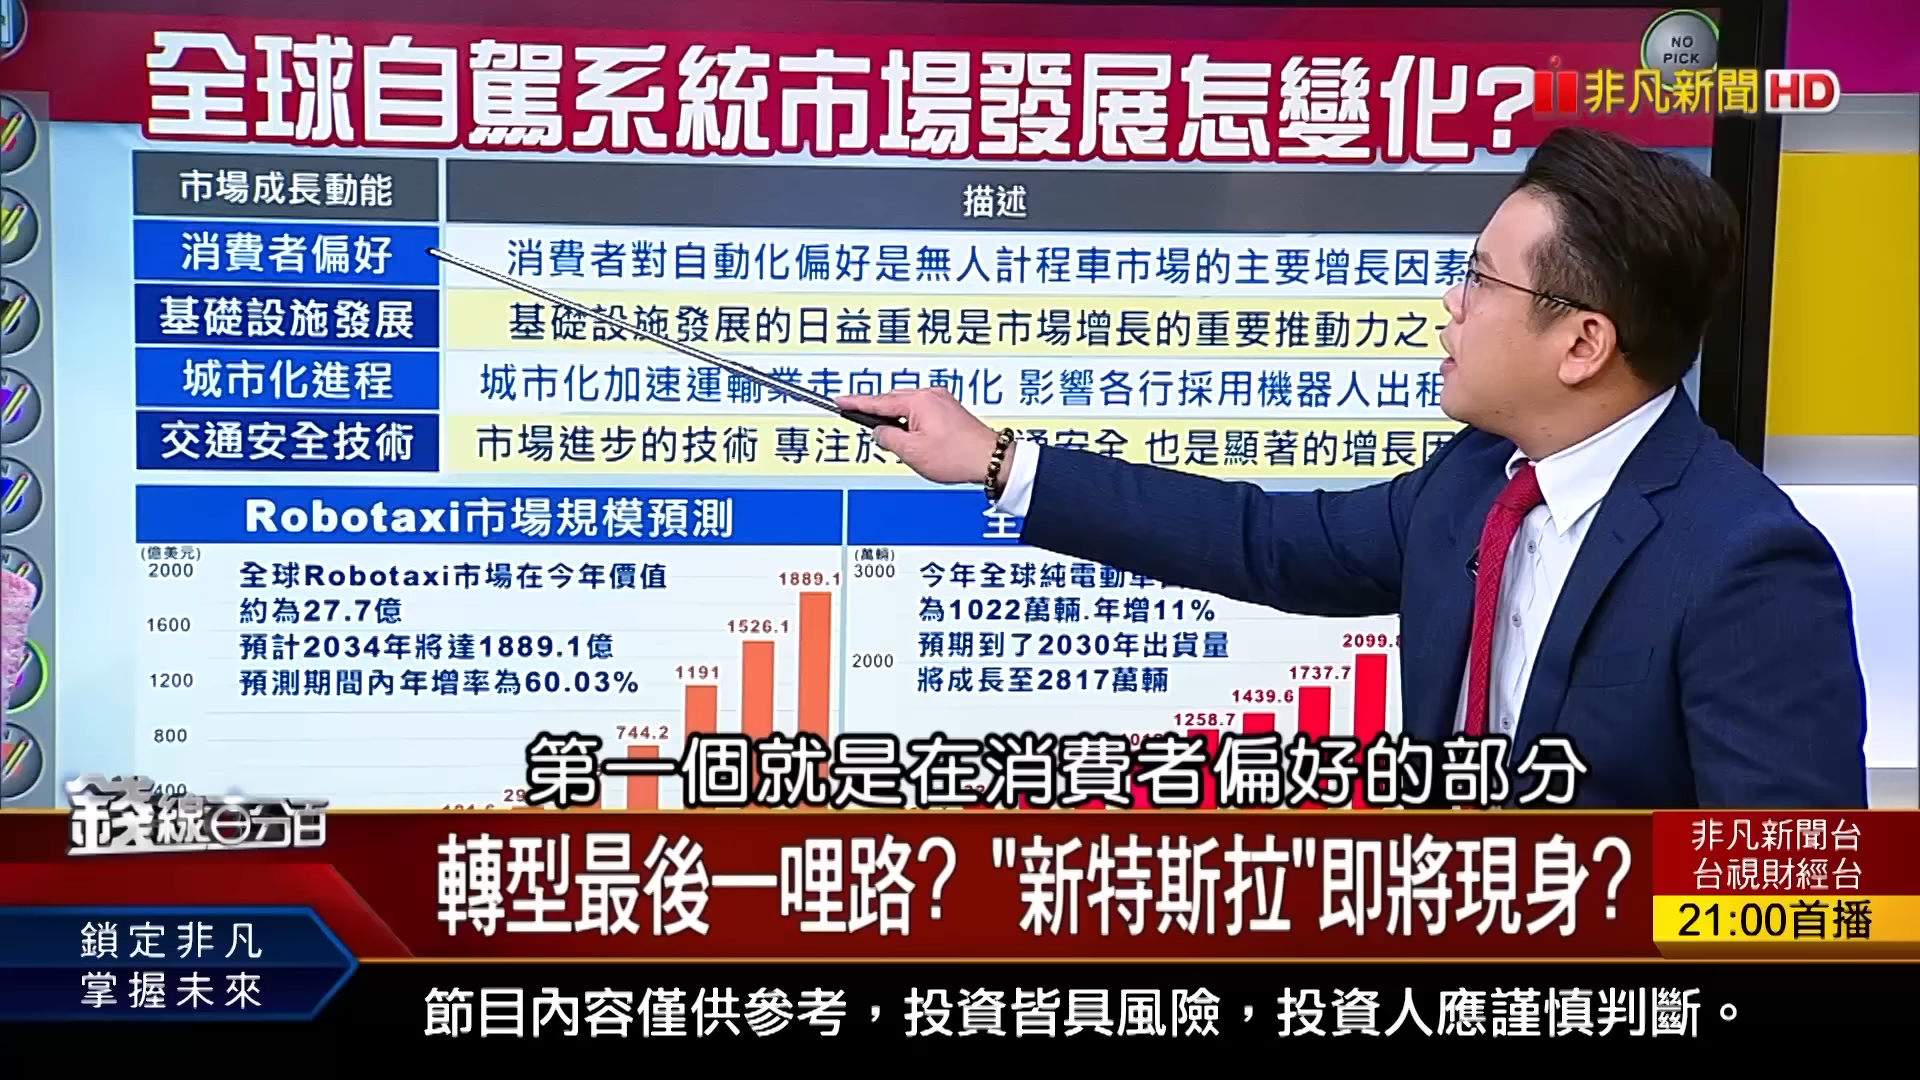 全球自駕系統市場發展怎變化?
NO
PICK
非凡新聞HD
市場成長動能
描述
消費者偏好
消費者對自動化偏好是無人計程車市場的主要增長因素
基礎設施發展
基礎設施發展的日益重視是市場增長的重要推動力之
城市化進程
城市化加速運輸業走向自動化 影響各行採用機器人出租
交通安全技術
市場進步的技術 專注於 通安全 也是顯著的增長因
Robotaxi市場規模預測
全
(億美元)
2000
1600
1200
800
400
全球Robotaxi市場在今年價值
約為27.7億
預計2034年將達1889.1億
預測期間內年增率為60.03%
744.2
1191
1526.1
1889.1
(萬輛)
3000
2000
今年全球純電動車
為1022萬輛.年增11%
預期到了2030年出貨量
將成長至2817萬輛
1258.7
1439.6
1737.7
2099.8
第一個就是在消費者偏好的部分
錢線百分百
轉型最後一哩路? "新特斯拉"即將現身?
非凡新聞台
台視財經台
21:00首播
鎖定非凡
掌握未來
節目內容僅供參考，投資皆具風險，投資人應謹慎判斷。